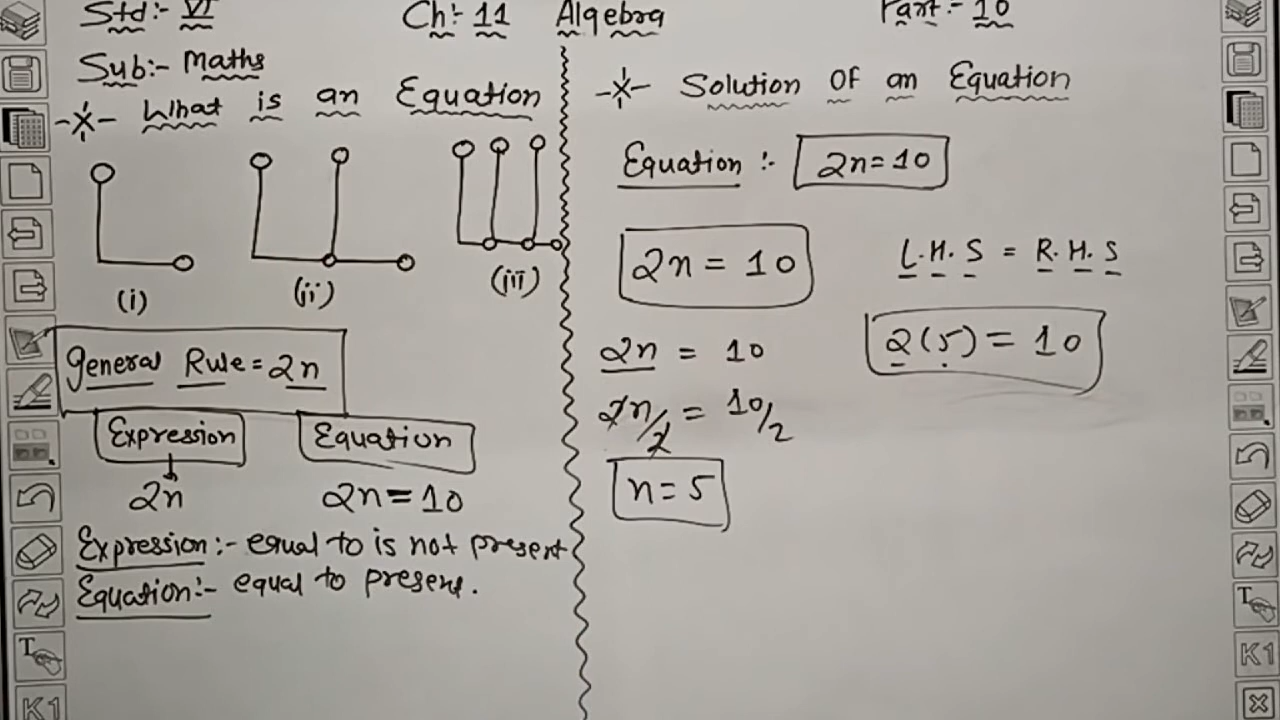 Std:- VI Ch:- 11 Algebra Part:- 10
Sub:- Maths
What is an Equation
(i) (ii) (iii)
General Rule = 2n
Expression Equation
2n 2n = 10
Expression:- equal to is not present
Equation:- equal to present.
Solution OF an Equation
Equation :- 2n = 10
2n = 10 L.H.S = R.H.S
2n = 10 2(5) = 10
2n/2 = 10/2
n = 5
T
K1
T
K1